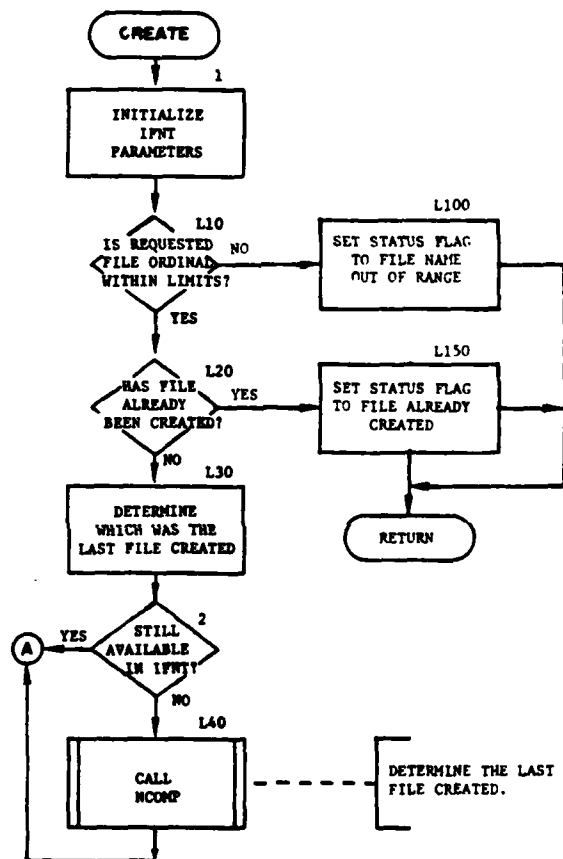 CREATE
1
INITIALIZE
IFNT
PARAMETERS
L10
IS REQUESTED
FILE ORDINAL
WITHIN LIMITS?
NO
YES
L100
SET STATUS FLAG
TO FILE NAME
OUT OF RANGE
L20
HAS FILE
ALREADY
BEEN CREATED?
YES
NO
L150
SET STATUS FLAG
TO FILE ALREADY
CREATED
RETURN
L30
DETERMINE
WHICH WAS THE
LAST FILE CREATED
2
STILL
AVAILABLE
IN IFNT?
YES
A
NO
L40
CALL
NCOMP
DETERMINE THE LAST
FILE CREATED.